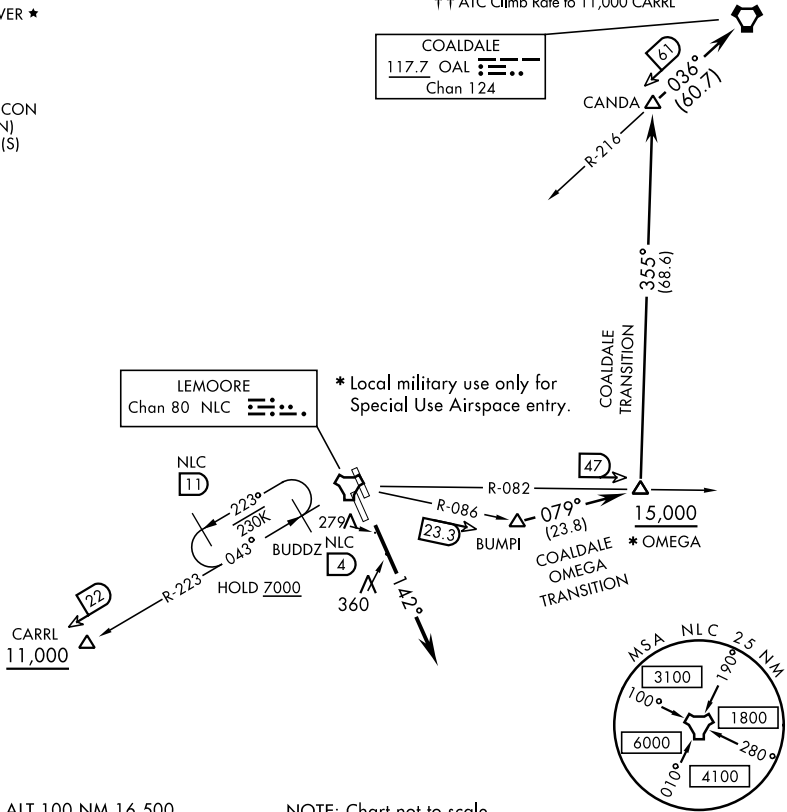 VER ★
†† ATC Climb Rate to 11,000 CARRL
COALDALE
117.7 OAL
Chan 124
61
036°
(60.7)
CANDA
R-216
CON
N)
(S)
355°
(68.6)
COALDALE
TRANSITION
LEMOORE
Chan 80 NLC
* Local military use only for
Special Use Airspace entry.
NLC
11
223°
230K
043°
R-223
BUDDZ
HOLD 7000
279
NLC
4
360
142°
R-082
47
R-086
23.3
BUMPI
079°
(23.8)
COALDALE
OMEGA
TRANSITION
15,000
* OMEGA
22
CARRL
11,000
MSA NLC 25 NM
3100
190°
100°
1800
6000
280°
010°
4100
ALT 100 NM 16,500
NOTE: Chart not to scale